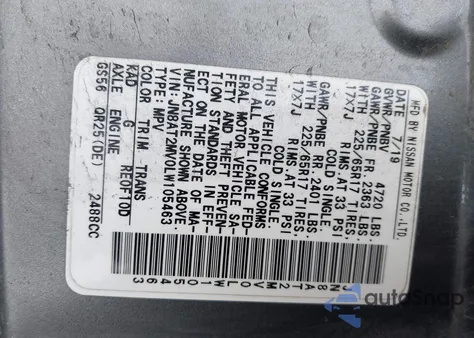 MFD BY NISSAN MOTOR CO.,LTD.
DATE 7/19
GVWR/PNBV 4720 LBS.
GAWR/PNBE FR. 2363 LBS.
WITH 225/65R17 TIRES,
17X7J RIMS,AT 33 PSI
COLD SINGLE.
GAWR/PNBE RR. 2401 LBS.
WITH 225/65R17 TIRES,
17X7J RIMS,AT 33 PSI
COLD SINGLE.
THIS VEHICLE CONFORMS
TO ALL APPLICABLE FED-
ERAL MOTOR VEHICLE SA-
FETY AND THEFT PREVEN-
TION STANDARDS IN EFF-
ECT ON THE DATE OF MA-
NUFACTURE SHOWN ABOVE.
VIN:JN8AT2MV0LW105463
TYPE:MPV
COLOR TRIM TRANS
KAD G RE0F10D
AXLE ENGINE
GS56 QR25(DE) 2488CC
JN8AT2MV0LW105463
autoSnap